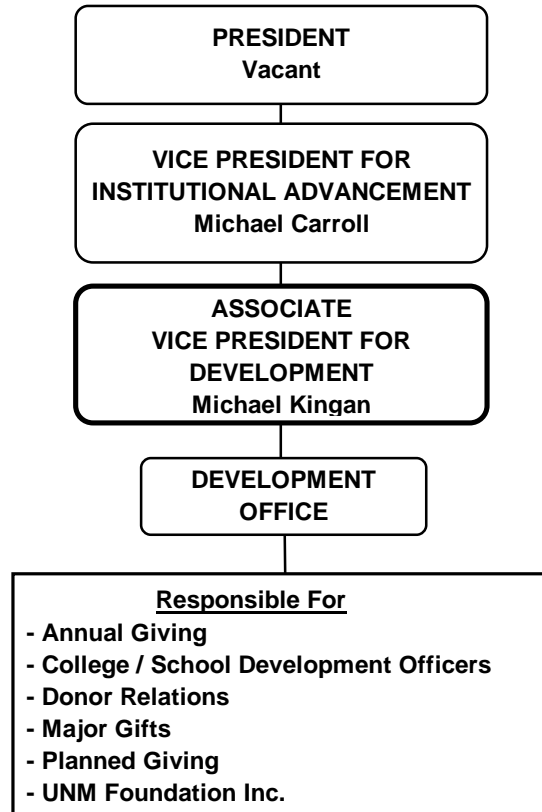 PRESIDENT
Vacant
VICE PRESIDENT FOR
INSTITUTIONAL ADVANCEMENT
Michael Carroll
ASSOCIATE
VICE PRESIDENT FOR
DEVELOPMENT
Michael Kingan
DEVELOPMENT
OFFICE
Responsible For
- Annual Giving
- College / School Development Officers
- Donor Relations
- Major Gifts
- Planned Giving
- UNM Foundation Inc.